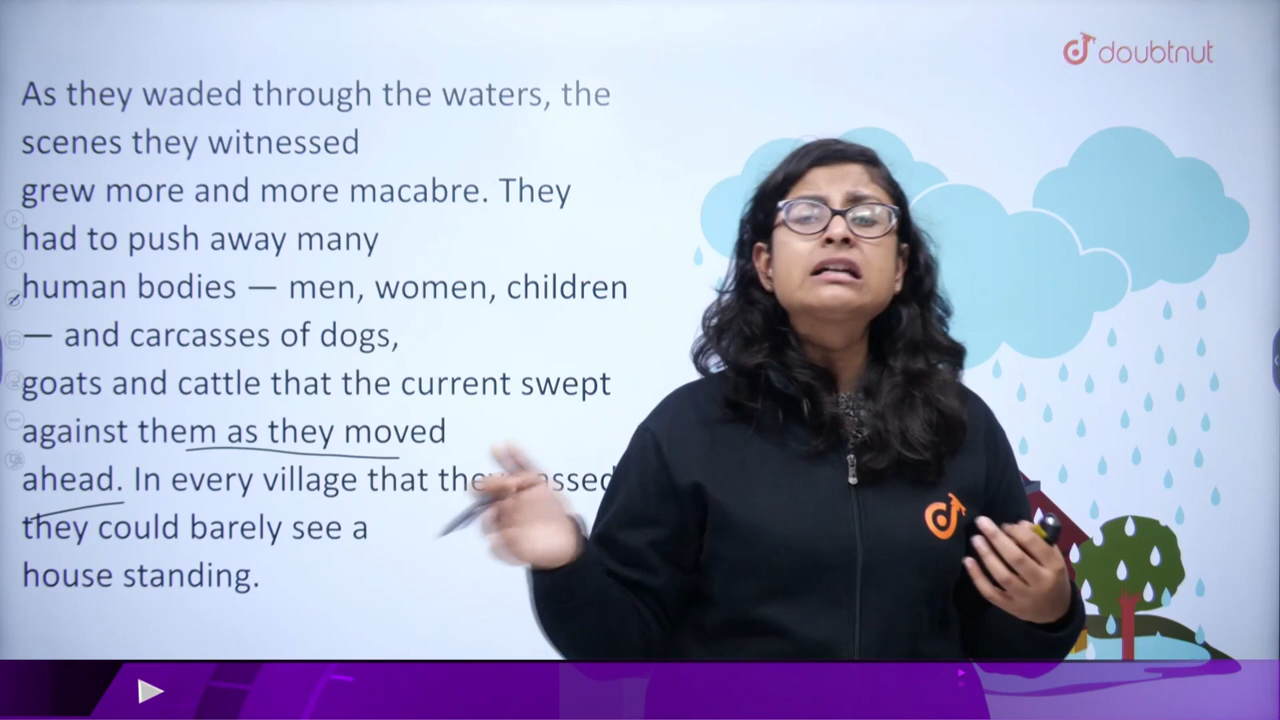 doubtnut
As they waded through the waters, the
scenes they witnessed
grew more and more macabre. They
had to push away many
human bodies — men, women, children
— and carcasses of dogs,
goats and cattle that the current swept
against them as they moved
ahead. In every village that
they could barely see a
house standing.